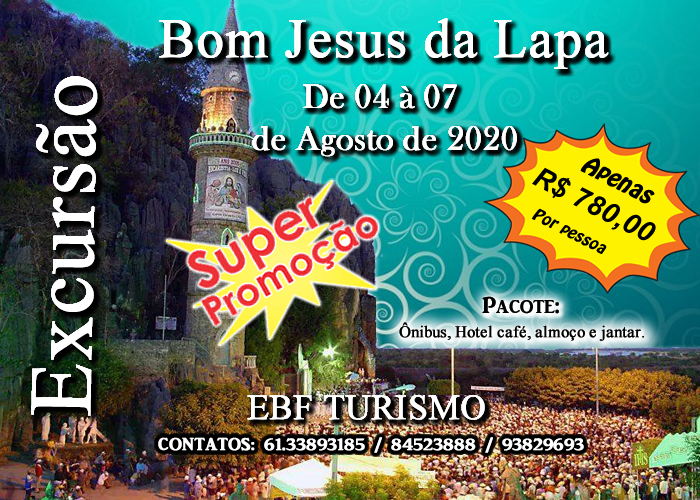 Bom Jesus da Lapa
De 04 à 07
de Agosto de 2020
Excursão
Apenas
R$ 780,00
Por pessoa
Super
Promoção
Pacote:
Ônibus, Hotel café, almoço e jantar.
EBF TURISMO
CONTATOS: 61.33893185 / 84523888 / 93829693